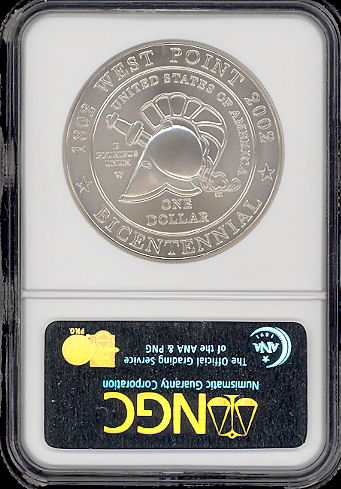 1802 WEST POINT 2002
UNITED STATES OF AMERICA
E
PLURIBUS
UNUM
W
ONE
DOLLAR
BICENTENNIAL
NGC
Numismatic Guaranty Corporation
The Official Grading Service
of the ANA & PNG
ANA
1891
PNG